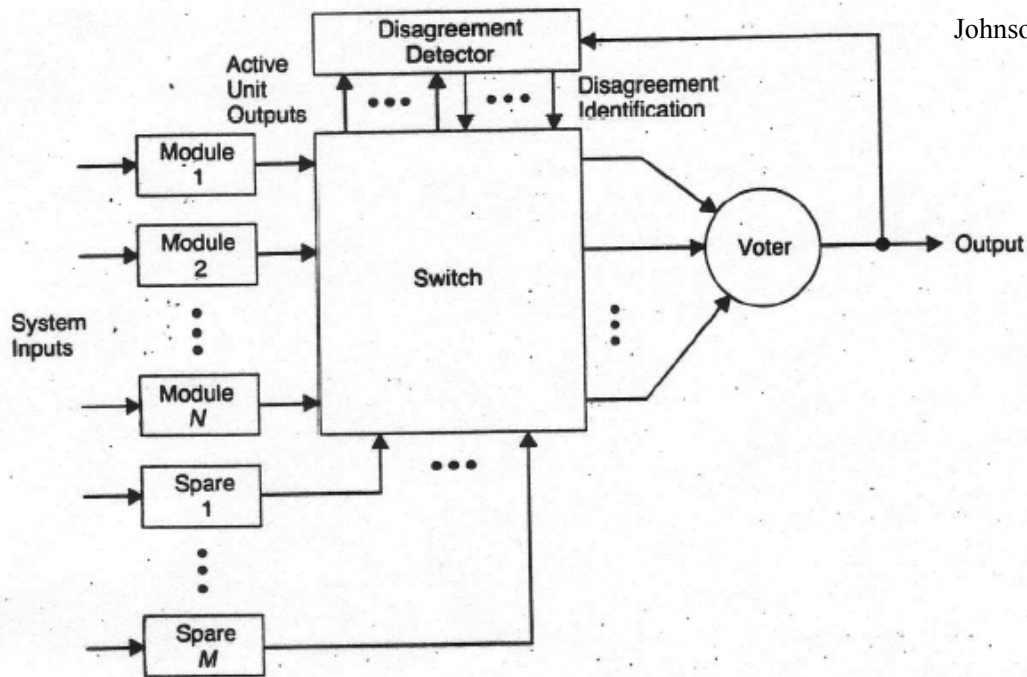 Johnso
Disagreement
Detector
Active
Unit
Outputs
Disagreement
Identification
Module
1
Module
2
System
Inputs
Module
N
Switch
Voter
Output
Spare
1
Spare
M